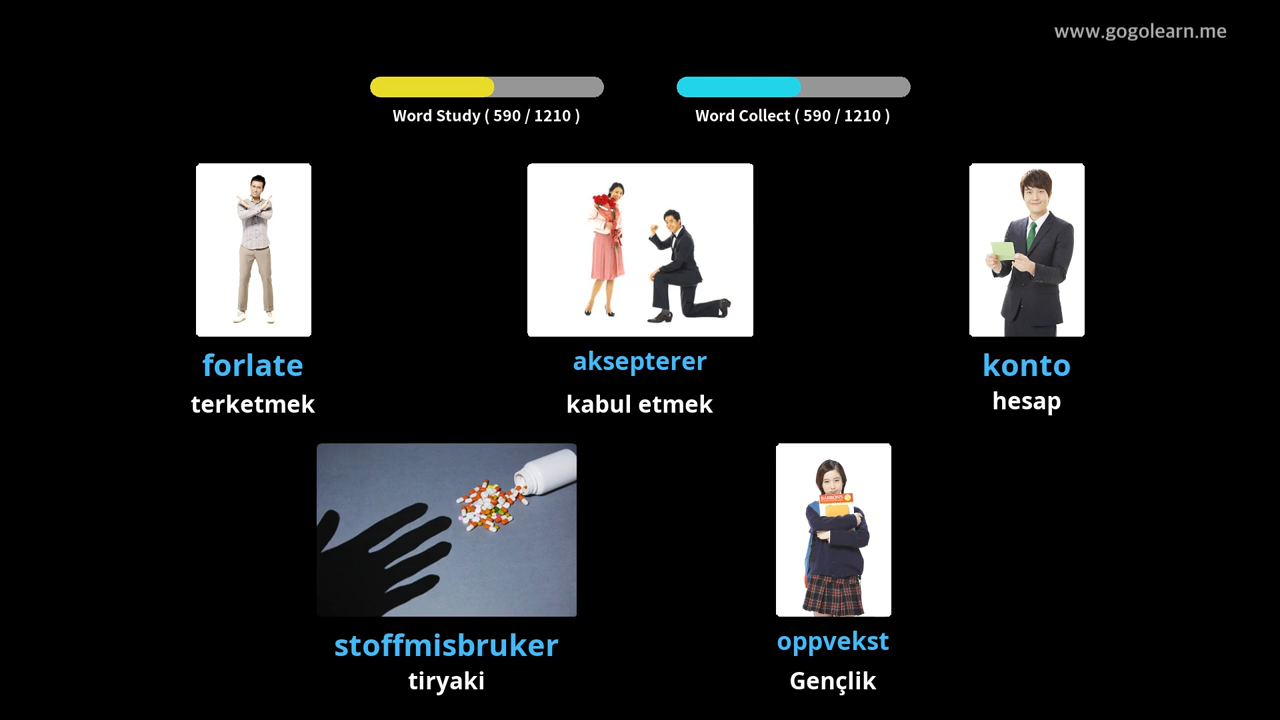 www.gogolearn.me
Word Study ( 590 / 1210 )
Word Collect ( 590 / 1210 )
forlate
terketmek
aksepterer
kabul etmek
konto
hesap
BARRON'S
stoffmisbruker
tiryaki
oppvekst
Gençlik